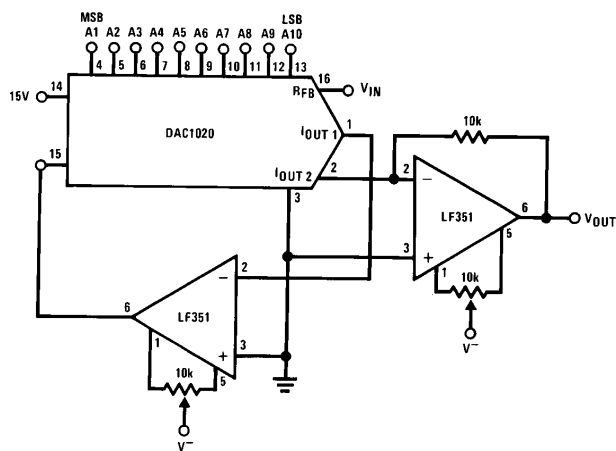 MSB LSB
A1 A2 A3 A4 A5 A6 A7 A8 A9 A10
4 5 6 7 8 9 10 11 12 13
16
RFB VIN
15V 14
DAC1020
IOUT 1 1
15
IOUT 2 2
3
10k
2 −
LF351
6 VOUT
3 +
5
1
10k
V−
2 −
6
LF351
1
3 +
5
10k
V−